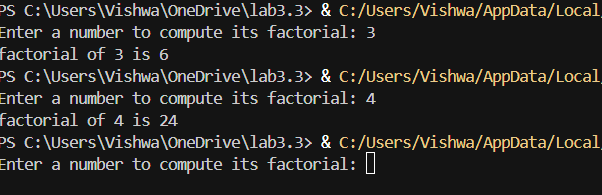 PS C:\Users\Vishwa\OneDrive\lab3.3> & C:/Users/Vishwa/AppData/Local
Enter a number to compute its factorial: 3
factorial of 3 is 6
PS C:\Users\Vishwa\OneDrive\lab3.3> & C:/Users/Vishwa/AppData/Local
Enter a number to compute its factorial: 4
factorial of 4 is 24
PS C:\Users\Vishwa\OneDrive\lab3.3> & C:/Users/Vishwa/AppData/Local
Enter a number to compute its factorial: